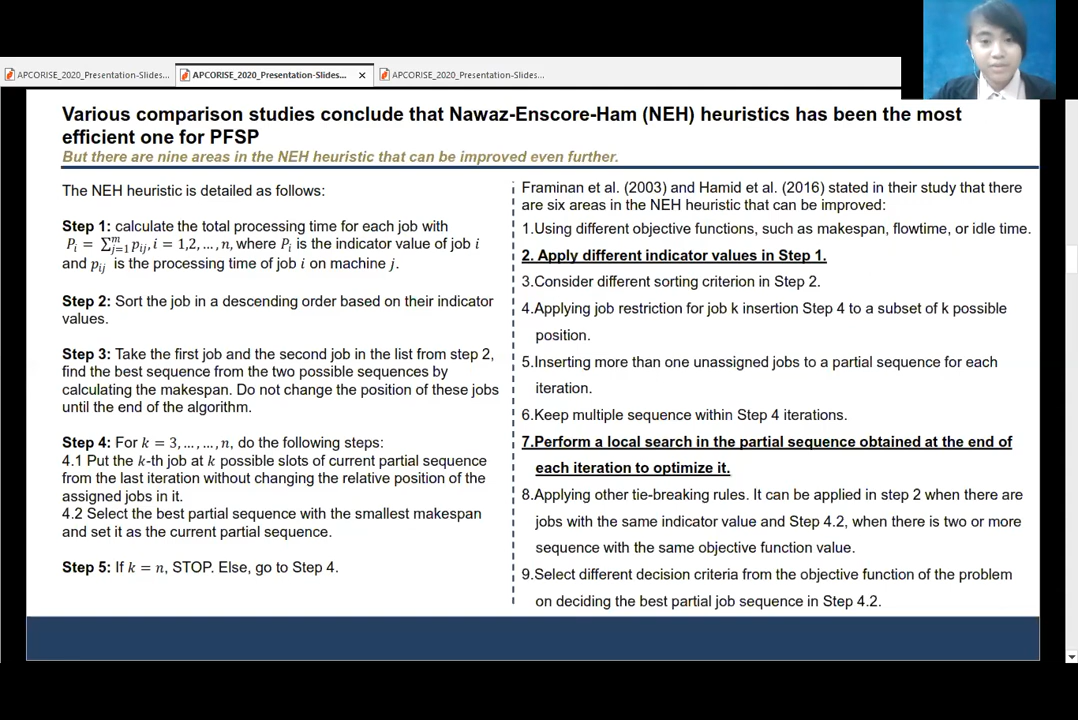 APCORISE_2020_Presentation-Slides...
APCORISE_2020_Presentation-Slides... ×
APCORISE_2020_Presentation-Slides...
Various comparison studies conclude that Nawaz-Enscore-Ham (NEH) heuristics has been the most
efficient one for PFSP
But there are nine areas in the NEH heuristic that can be improved even further.
The NEH heuristic is detailed as follows:
Step 1: calculate the total processing time for each job with
P_i = ∑_{j=1}^{m} p_{ij}, i = 1,2, ..., n, where P_i is the indicator value of job i
and p_{ij} is the processing time of job i on machine j.
Step 2: Sort the job in a descending order based on their indicator
values.
Step 3: Take the first job and the second job in the list from step 2,
find the best sequence from the two possible sequences by
calculating the makespan. Do not change the position of these jobs
until the end of the algorithm.
Step 4: For k = 3, ..., ..., n, do the following steps:
4.1 Put the k-th job at k possible slots of current partial sequence
from the last iteration without changing the relative position of the
assigned jobs in it.
4.2 Select the best partial sequence with the smallest makespan
and set it as the current partial sequence.
Step 5: If k = n, STOP. Else, go to Step 4.
Framinan et al. (2003) and Hamid et al. (2016) stated in their study that there
are six areas in the NEH heuristic that can be improved:
1.Using different objective functions, such as makespan, flowtime, or idle time.
2. Apply different indicator values in Step 1.
3.Consider different sorting criterion in Step 2.
4.Applying job restriction for job k insertion Step 4 to a subset of k possible
position.
5.Inserting more than one unassigned jobs to a partial sequence for each
iteration.
6.Keep multiple sequence within Step 4 iterations.
7.Perform a local search in the partial sequence obtained at the end of
each iteration to optimize it.
8.Applying other tie-breaking rules. It can be applied in step 2 when there are
jobs with the same indicator value and Step 4.2, when there is two or more
sequence with the same objective function value.
9.Select different decision criteria from the objective function of the problem
on deciding the best partial job sequence in Step 4.2.